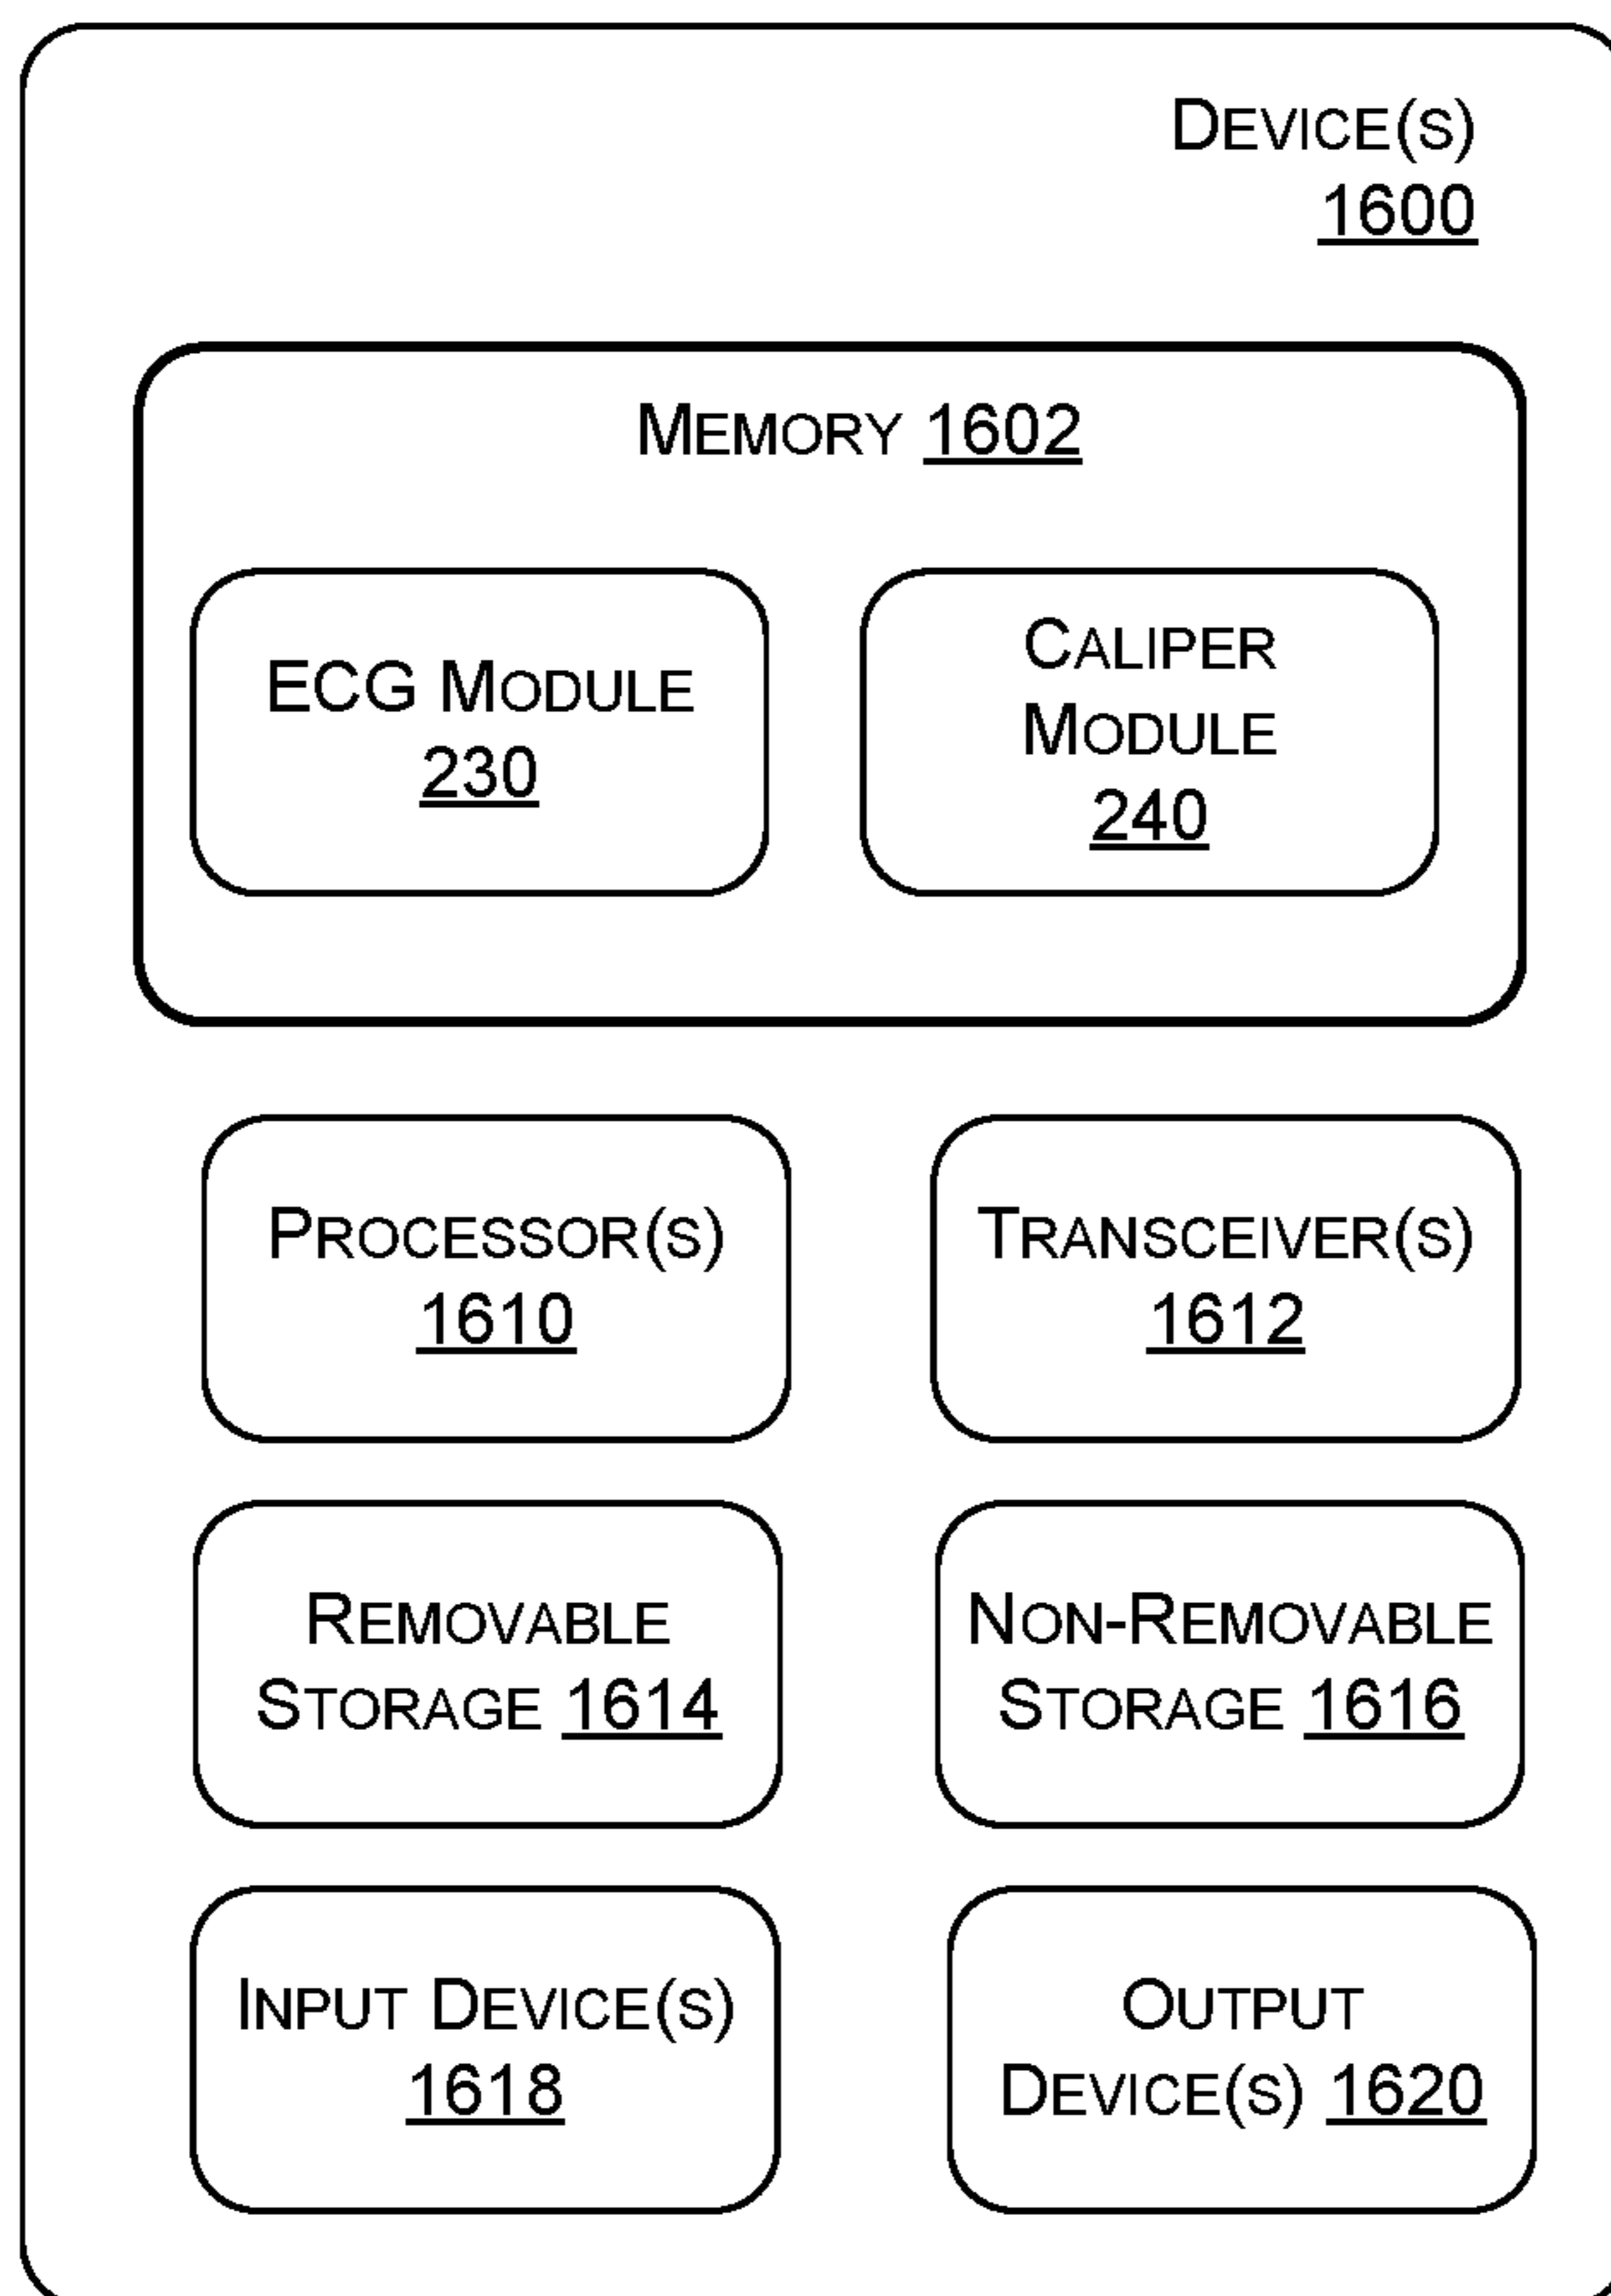 DEVICE(S)
1600
MEMORY 1602
ECG MODULE
230
CALIPER
MODULE
240
PROCESSOR(S)
1610
TRANSCEIVER(S)
1612
REMOVABLE
STORAGE 1614
NON-REMOVABLE
STORAGE 1616
INPUT DEVICE(S)
1618
OUTPUT
DEVICE(S) 1620